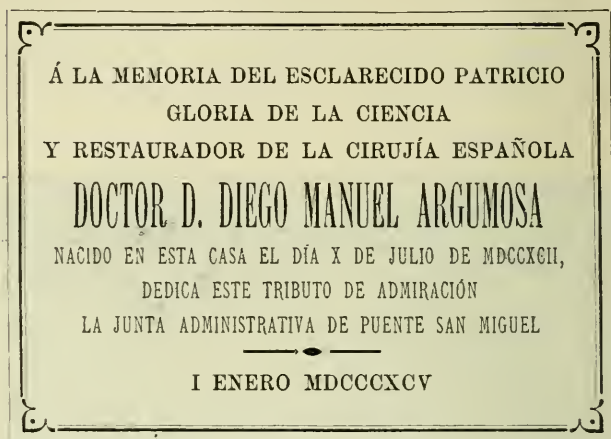 Á LA MEMORIA DEL ESCLARECIDO PATRICIO
GLORIA DE LA CIENCIA
Y RESTAURADOR DE LA CIRUJÍA ESPAÑOLA
DOCTOR D. DIEGO MANUEL ARGUMOSA
NACIDO EN ESTA CASA EL DÍA X DE JULIO DE MDCCXCII,
DEDICA ESTE TRIBUTO DE ADMIRACIÓN
LA JUNTA ADMINISTRATIVA DE PUENTE SAN MIGUEL
I ENERO MDCCCXCV